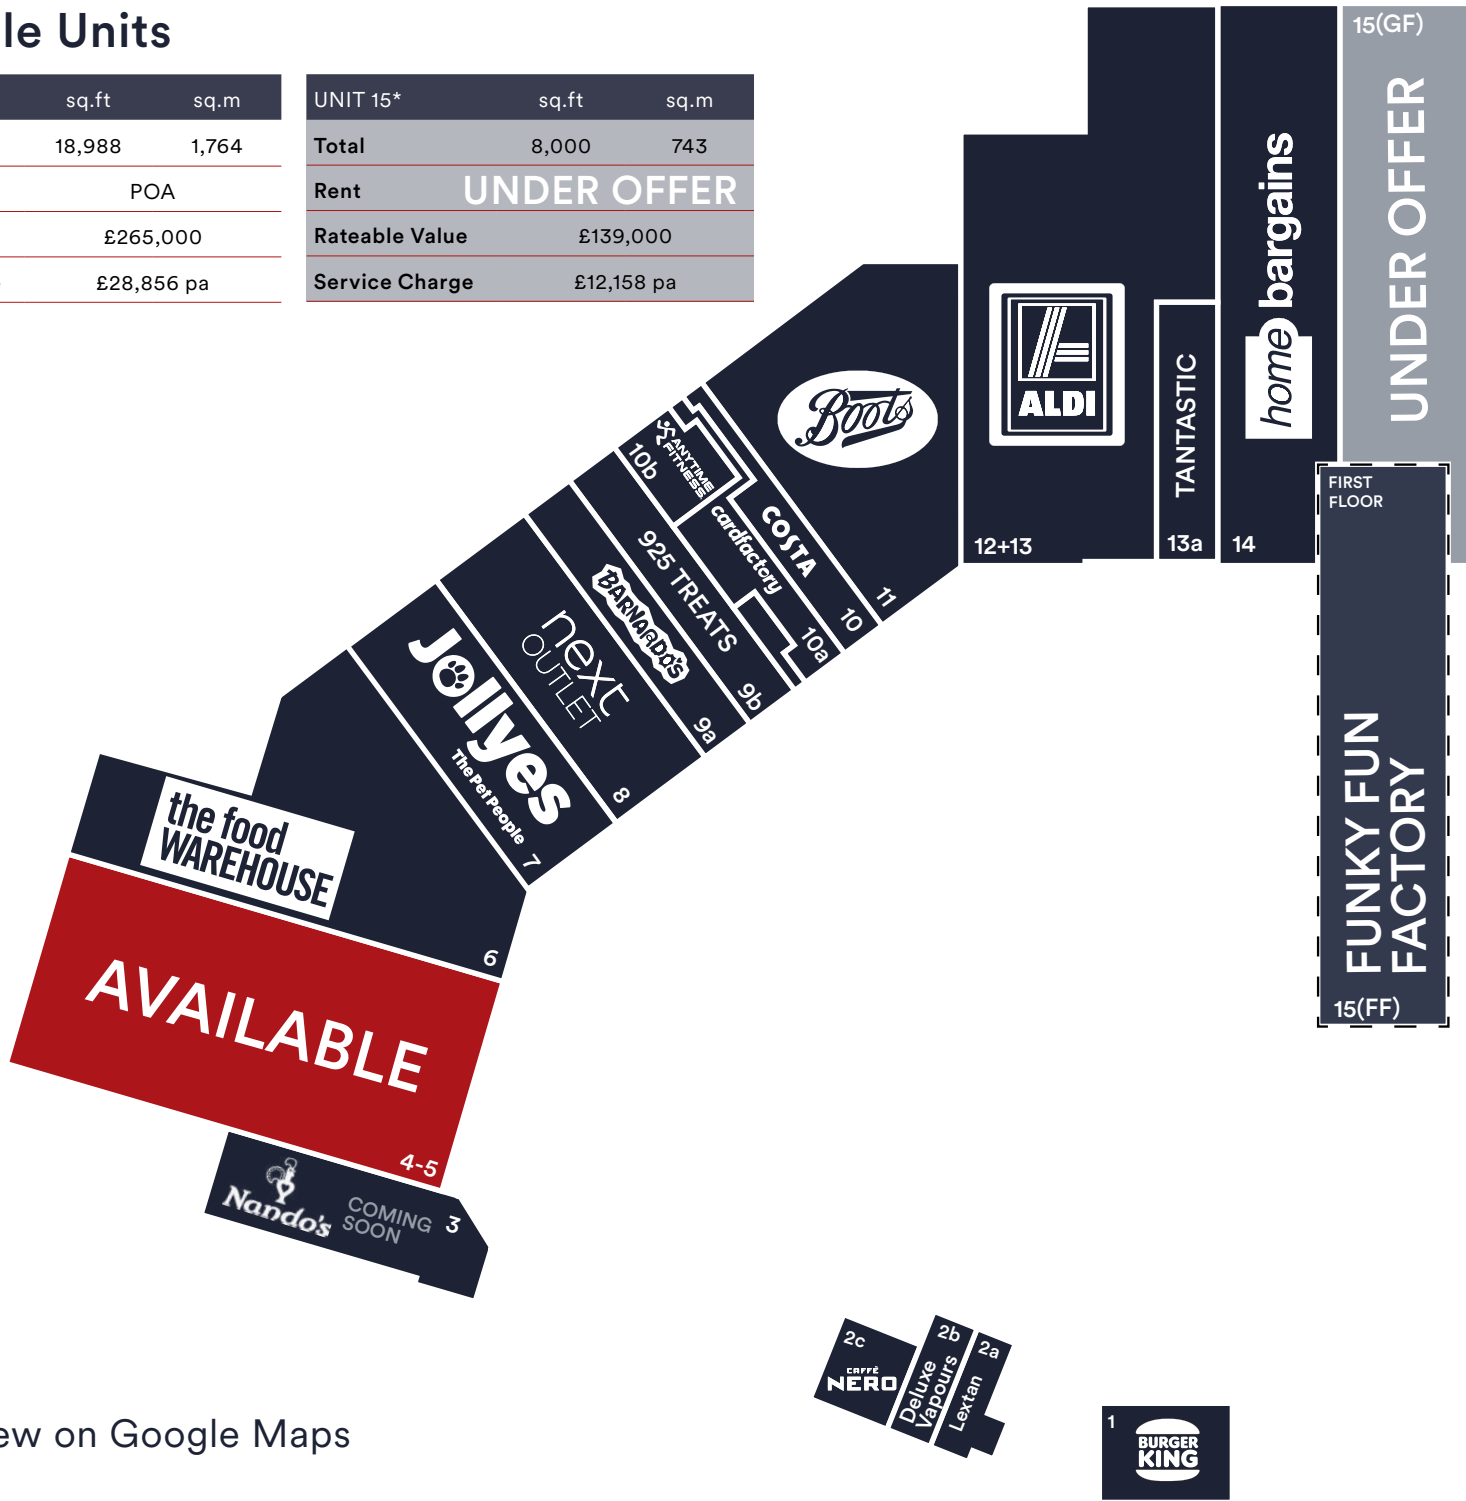 le Units
sq.ft sq.m
18,988 1,764
POA
£265,000
£28,856 pa
UNIT 15* sq.ft sq.m
Total 8,000 743
Rent UNDER OFFER
Rateable Value £139,000
Service Charge £12,158 pa
15(GF)
UNDER OFFER
home bargains
14
TANTASTIC
13a
ALDI
12+13
Boots
11
COSTA
10
cardfactory
10a
ANYTIME
FITNESS
10b
925 TREATS
9b
BARNARDO'S
9a
next
OUTLET
8
Jollyes
The Pet People
7
the food
WAREHOUSE
6
AVAILABLE
4-5
Nando's
COMING
SOON
3
FIRST
FLOOR
FUNKY FUN
FACTORY
15(FF)
2c
CAFFÈ
NERO
2b
Deluxe
Vapours
2a
Lextan
1
BURGER
KING
ew on Google Maps